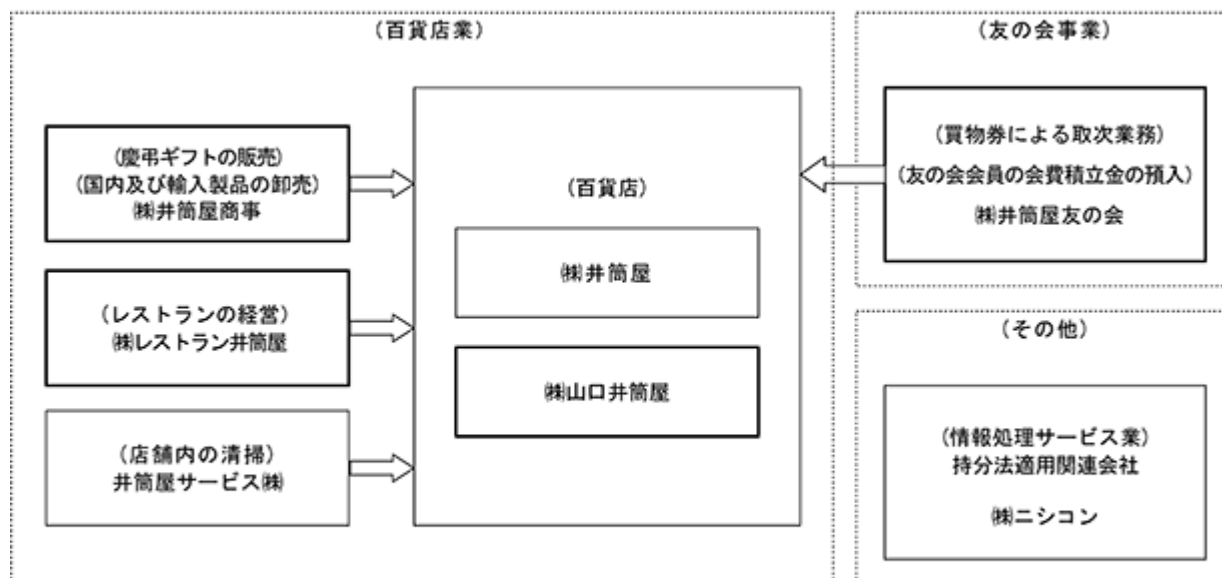 (百貨店業)
(慶弔ギフトの販売)
(国内及び輸入製品の卸売)
㈱井筒屋商事
(レストランの経営)
㈱レストラン井筒屋
(店舗内の清掃)
井筒屋サービス㈱
(百貨店)
㈱井筒屋
㈱山口井筒屋
(友の会事業)
(買物券による取次業務)
(友の会会員の会費積立金の預入)
㈱井筒屋友の会
(その他)
(情報処理サービス業)
持分法適用関連会社
㈱ニシコン